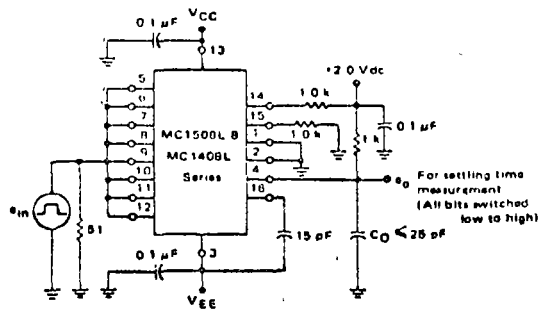 VCC
0.1 µF
13
+2.0 Vdc
5
6
7
8
9
10
11
12
14
15
1
2
4
16
1.0 k
1.0 k
1 k
0.1 µF
MC1508L 8
MC1408L
Series
eo For settling time
measurement
(All bits switched
low to high)
ein
51
0.1 µF
3
VEE
15 pF
CO ⩽ 25 pF